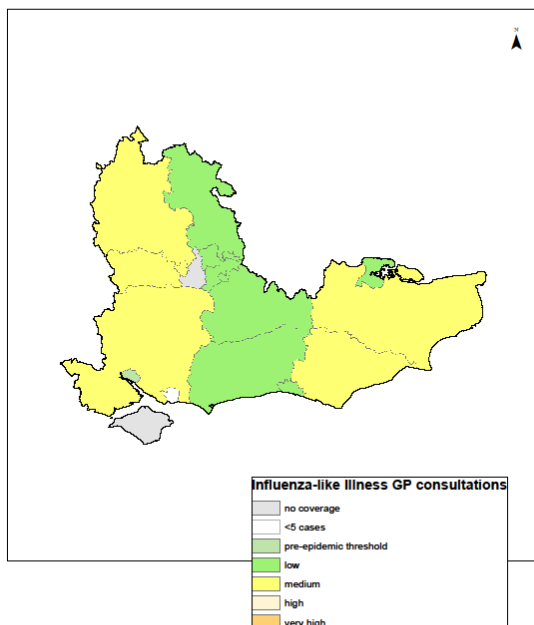 N
Influenza-like Illness GP consultations
no coverage
<5 cases
pre-epidemic threshold
low
medium
high
very high